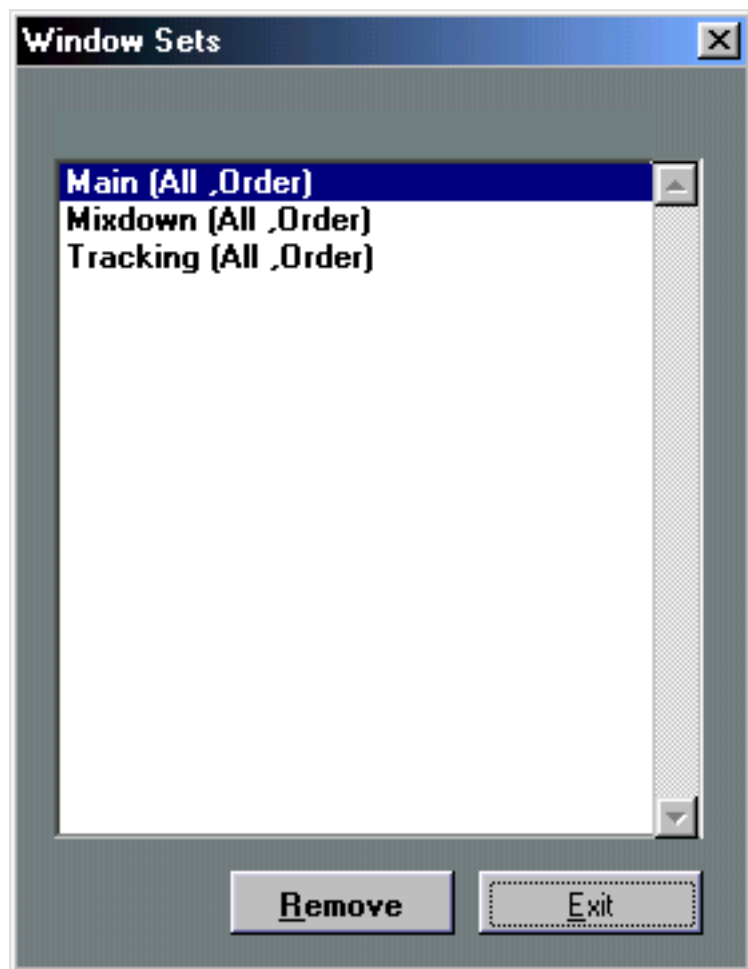 Window Sets
Main (All ,Order)
Mixdown (All ,Order)
Tracking (All ,Order)
Remove
Exit